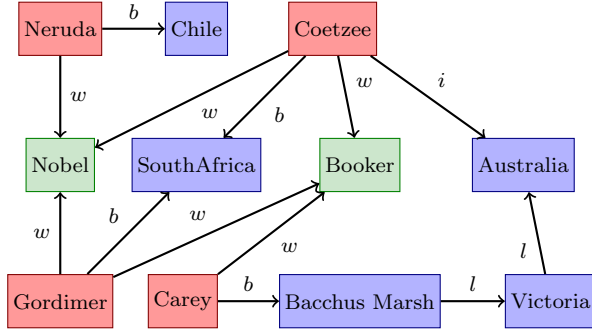 Neruda b Chile Coetzee
w w b w i
Nobel SouthAfrica Booker Australia
w b w w l
Gordimer Carey b Bacchus Marsh l Victoria